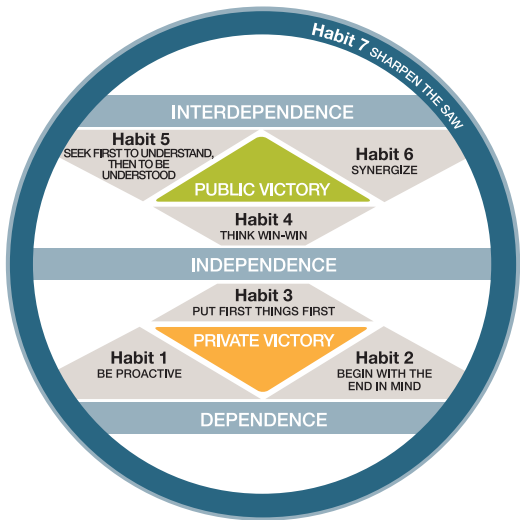 Habit 7 SHARPEN THE SAW
INTERDEPENDENCE
Habit 5
SEEK FIRST TO UNDERSTAND,
THEN TO BE
UNDERSTOOD
Habit 6
SYNERGIZE
PUBLIC VICTORY
Habit 4
THINK WIN-WIN
INDEPENDENCE
Habit 3
PUT FIRST THINGS FIRST
PRIVATE VICTORY
Habit 1
BE PROACTIVE
Habit 2
BEGIN WITH THE
END IN MIND
DEPENDENCE